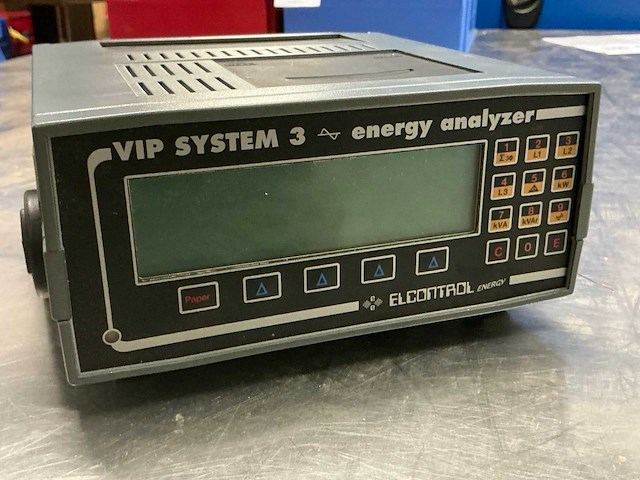 VIP SYSTEM 3 energy analyzer
1 2 3
Σ3Φ L1 L2
4 5 6
L3 Δ kW
7 8 9
kVA kVAr
C 0 E
Paper Δ Δ Δ Δ
ELCONTROL ENERGY